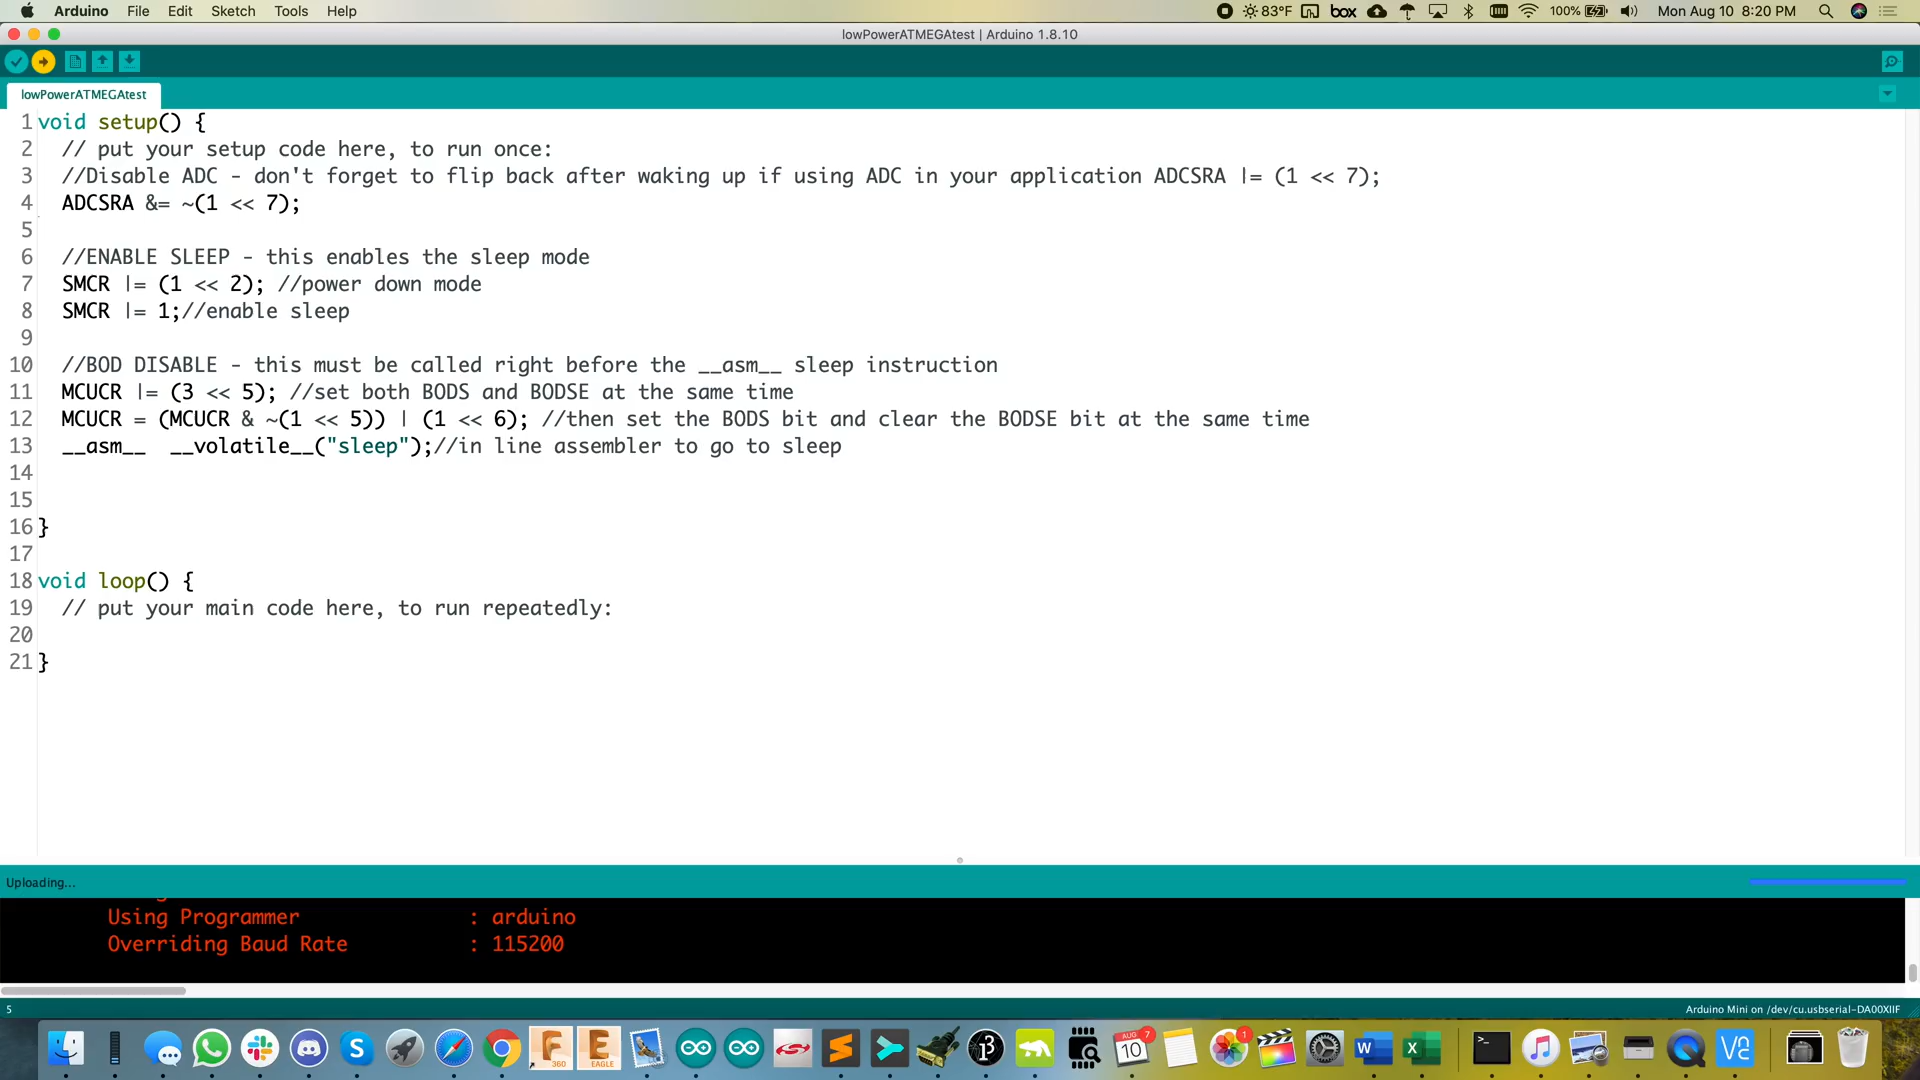 Arduino File Edit Sketch Tools Help 83°F box 100% Mon Aug 10 8:20 PM
lowPowerATMEGAtest | Arduino 1.8.10
lowPowerATMEGAtest
1 void setup() {
2 // put your setup code here, to run once:
3 //Disable ADC - don't forget to flip back after waking up if using ADC in your application ADCSRA |= (1 << 7);
4 ADCSRA &= ~(1 << 7);
5
6 //ENABLE SLEEP - this enables the sleep mode
7 SMCR |= (1 << 2); //power down mode
8 SMCR |= 1;//enable sleep
9
10 //BOD DISABLE - this must be called right before the __asm__ sleep instruction
11 MCUCR |= (3 << 5); //set both BODS and BODSE at the same time
12 MCUCR = (MCUCR & ~(1 << 5)) | (1 << 6); //then set the BODS bit and clear the BODSE bit at the same time
13 __asm__  __volatile__("sleep");//in line assembler to go to sleep
14
15
16 }
17
18 void loop() {
19 // put your main code here, to run repeatedly:
20
21 }
Uploading...
Using Programmer : arduino
Overriding Baud Rate : 115200
5 Arduino Mini on /dev/cu.usbserial-DA00XIIF
S F 360 E EAGLE S AUG 10 7 1 W X >_ V2